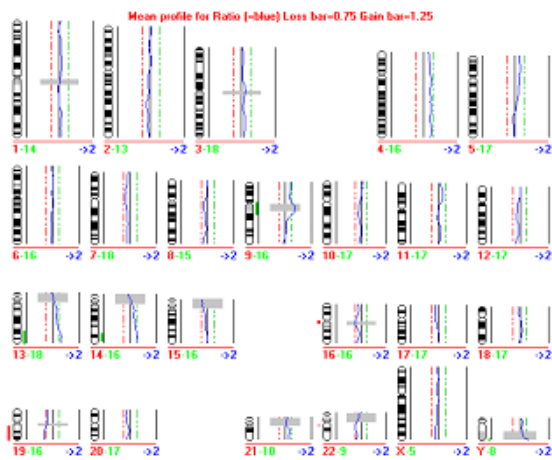 Mean profile for Ratio (=blue) Loss bar=0.75 Gain bar=1.25
1-14 ->2 2-13 ->2 3-18 ->2 4-16 ->2 5-17 ->2
6-16 ->2 7-18 ->2 8-15 ->2 9-16 ->2 10-17 ->2 11-17 ->2 12-17 ->2
13-18 ->2 14-16 ->2 15-16 ->2 16-16 ->2 17-17 ->2 18-17 ->2
19-16 ->2 20-17 ->2 21-10 ->2 22-9 ->2 X-5 ->2 Y-8 ->2